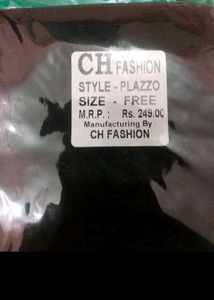 CH FASHION
STYLE - PLAZZO
SIZE - FREE
M.R.P. : Rs. 249.00
Manufacturing By :
CH FASHION